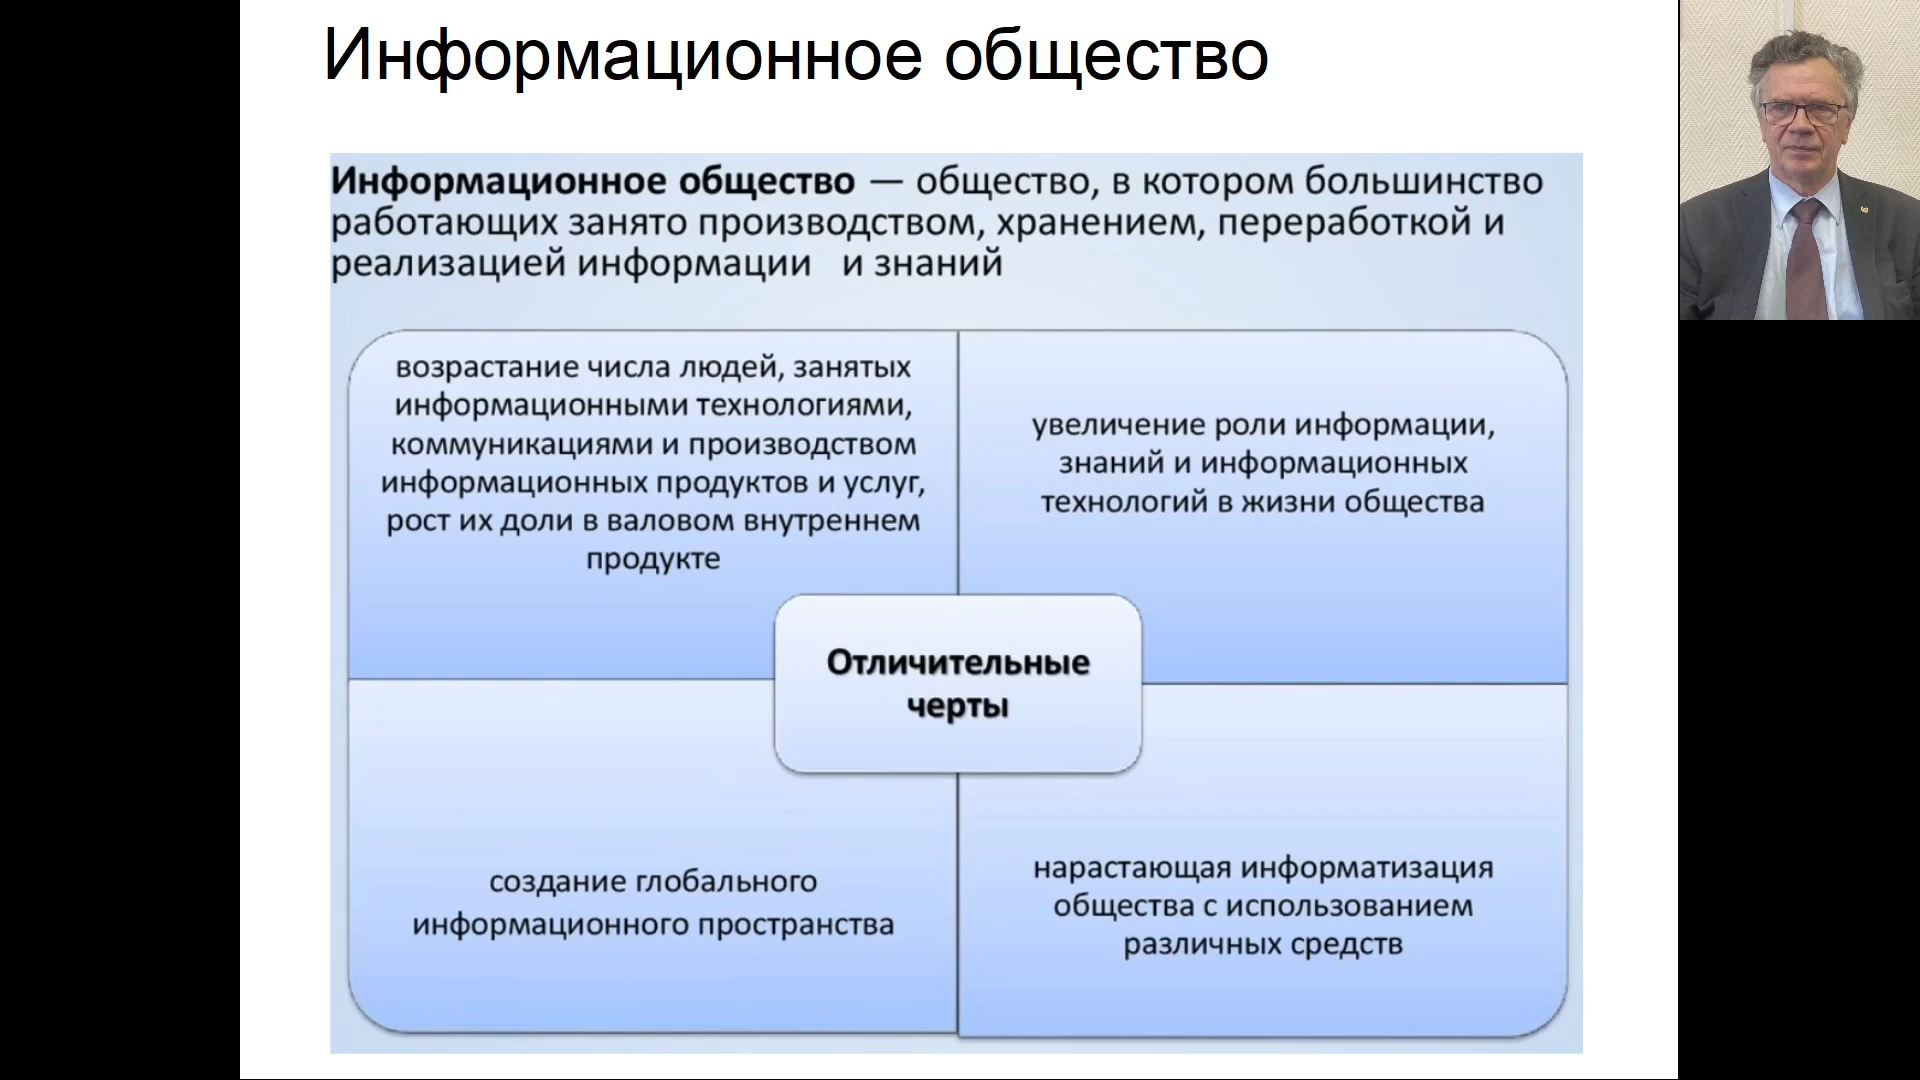 Информационное общество
Информационное общество — общество, в котором большинство
работающих занято производством, хранением, переработкой и
реализацией информации и знаний
возрастание числа людей, занятых
информационными технологиями,
коммуникациями и производством
информационных продуктов и услуг,
рост их доли в валовом внутреннем
продукте
увеличение роли информации,
знаний и информационных
технологий в жизни общества
Отличительные
черты
создание глобального
информационного пространства
нарастающая информатизация
общества с использованием
различных средств